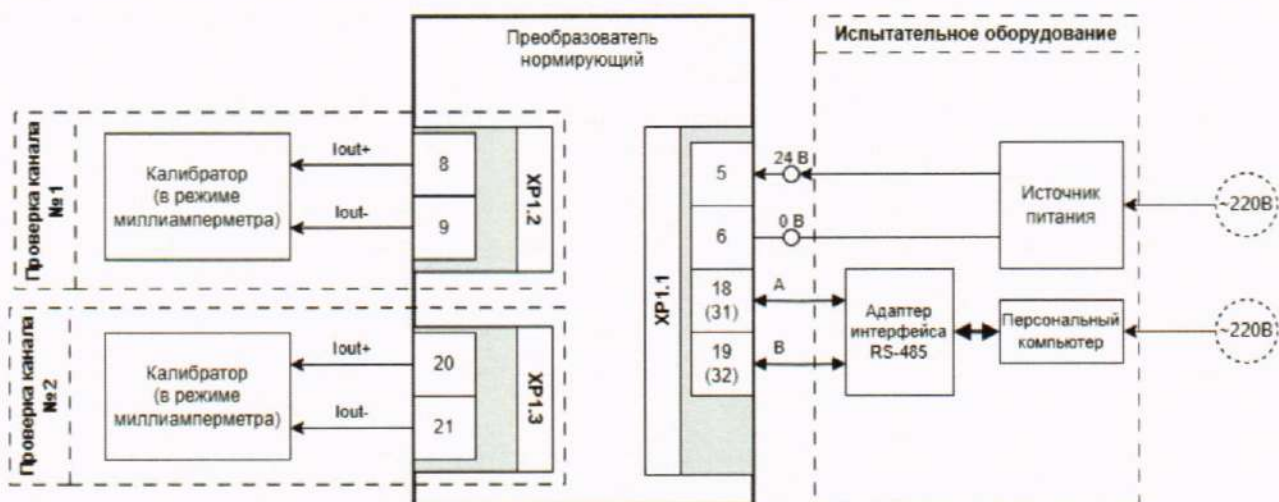 Преобразователь
нормирующий
Испытательное оборудование
Проверка канала
№1
Калибратор
(в режиме
миллиамперметра)
Iout+
Iout-
8
9
XP1.2
Проверка канала
№2
Калибратор
(в режиме
миллиамперметра)
Iout+
Iout-
20
21
XP1.3
XP1.1
5
6
18
(31)
19
(32)
24 В
0 В
A
B
Источник
питания
~220В
Адаптер
интерфейса
RS-485
Персональный
компьютер
~220В